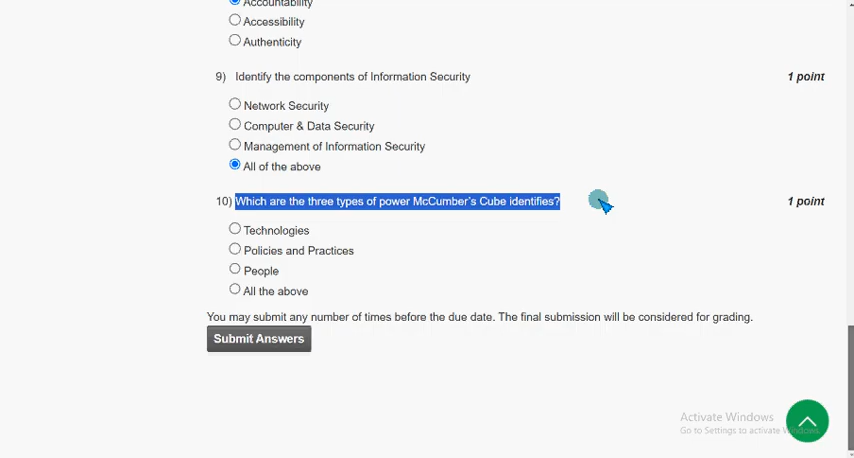 Accountability
Accessibility
Authenticity
9) Identify the components of Information Security 1 point
Network Security
Computer & Data Security
Management of Information Security
All of the above
10) Which are the three types of power McCumber's Cube identifies? 1 point
Technologies
Policies and Practices
People
All the above
You may submit any number of times before the due date. The final submission will be considered for grading.
Submit Answers
Activate Windows
Go to Settings to activate Windows.